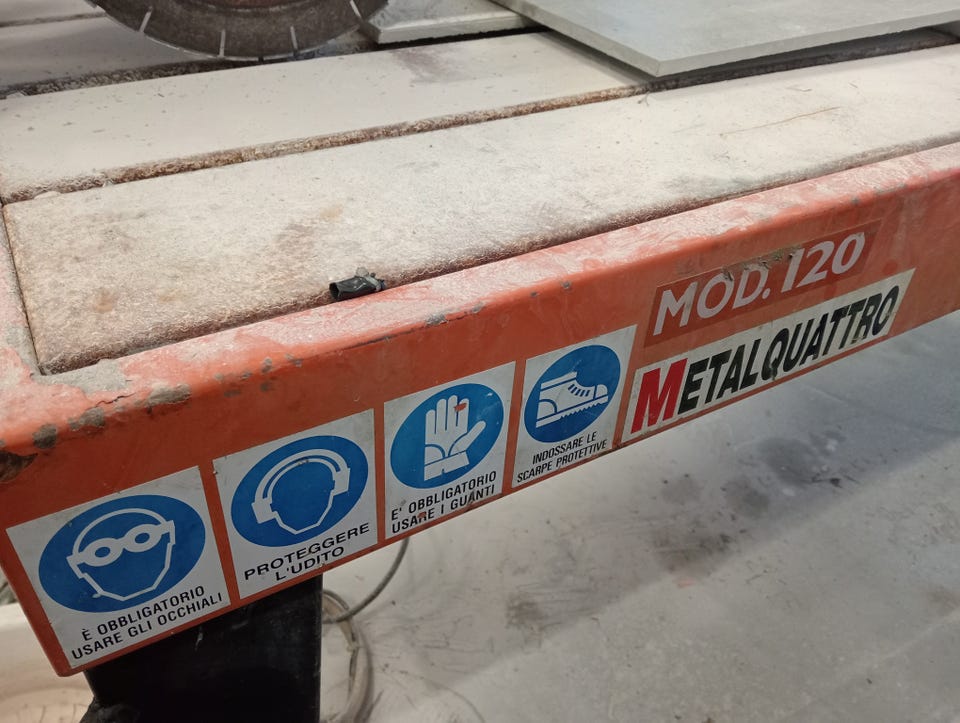 MOD. 120
METALQUATTRO
È OBBLIGATORIO
USARE GLI OCCHIALI
PROTEGGERE
L'UDITO
E' OBBLIGATORIO
USARE I GUANTI
INDOSSARE LE
SCARPE PROTETTIVE